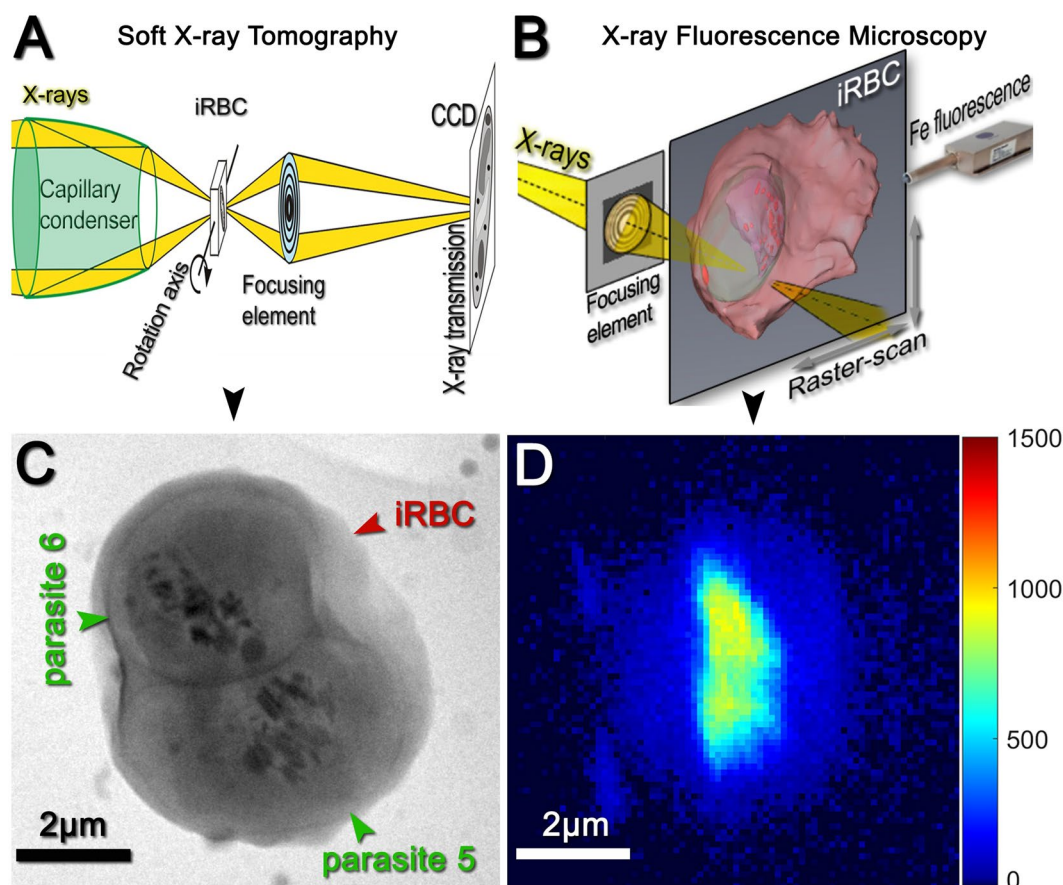 A
Soft X-ray Tomography
X-rays
iRBC
CCD
Capillary
condenser
Rotation axis
Focusing
element
X-ray transmission
B
X-ray Fluorescence Microscopy
iRBC
Fe fluorescence
X-rays
Focusing
element
Raster-scan
C
iRBC
parasite 6
2µm
parasite 5
D
2µm
1500
1000
500
0